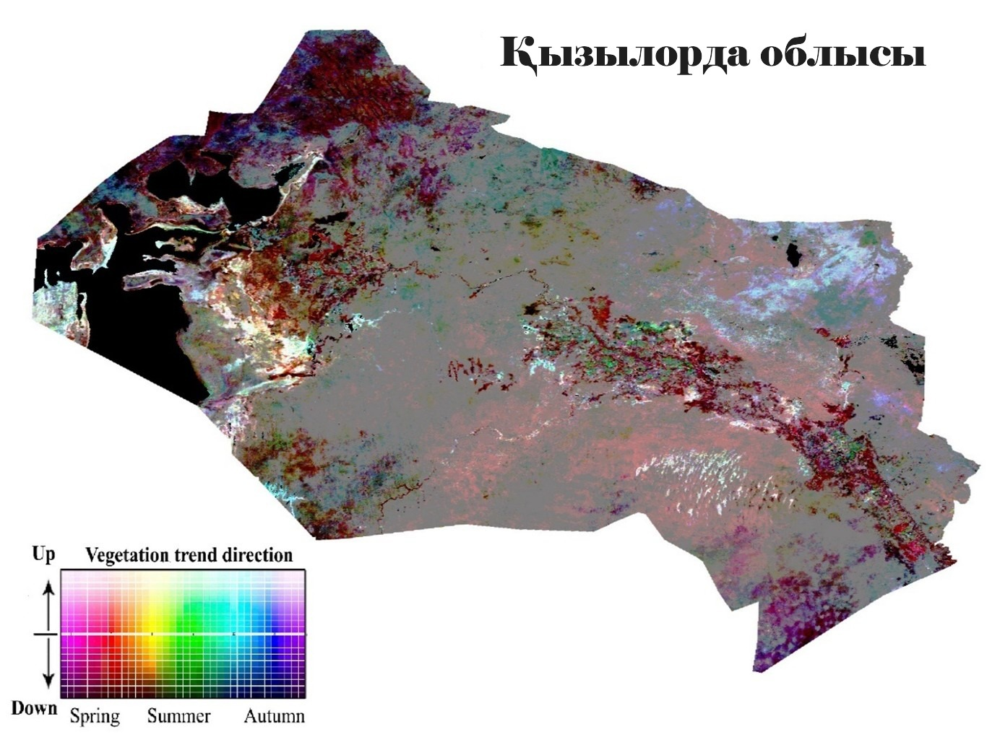 Қызылорда облысы
Up
Vegetation trend direction
Down
Spring
Summer
Autumn